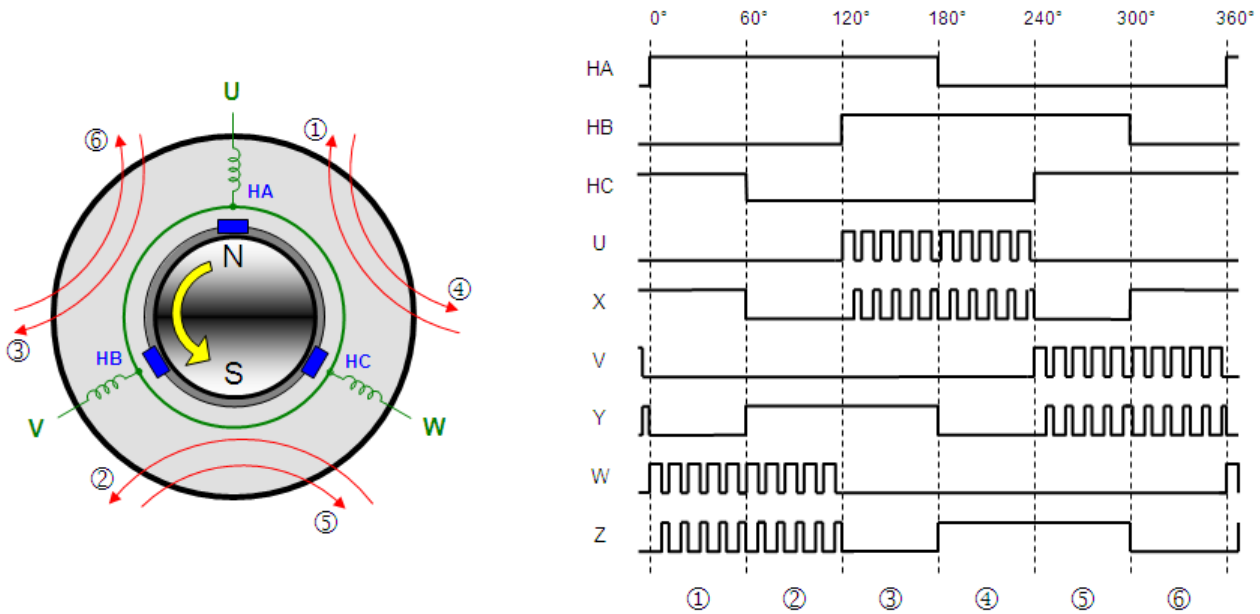 U
①
⑥
HA
N
④
③
HB
S
HC
V
W
②
⑤
0° 60° 120° 180° 240° 300° 360°
HA
HB
HC
U
X
V
Y
W
Z
① ② ③ ④ ⑤ ⑥